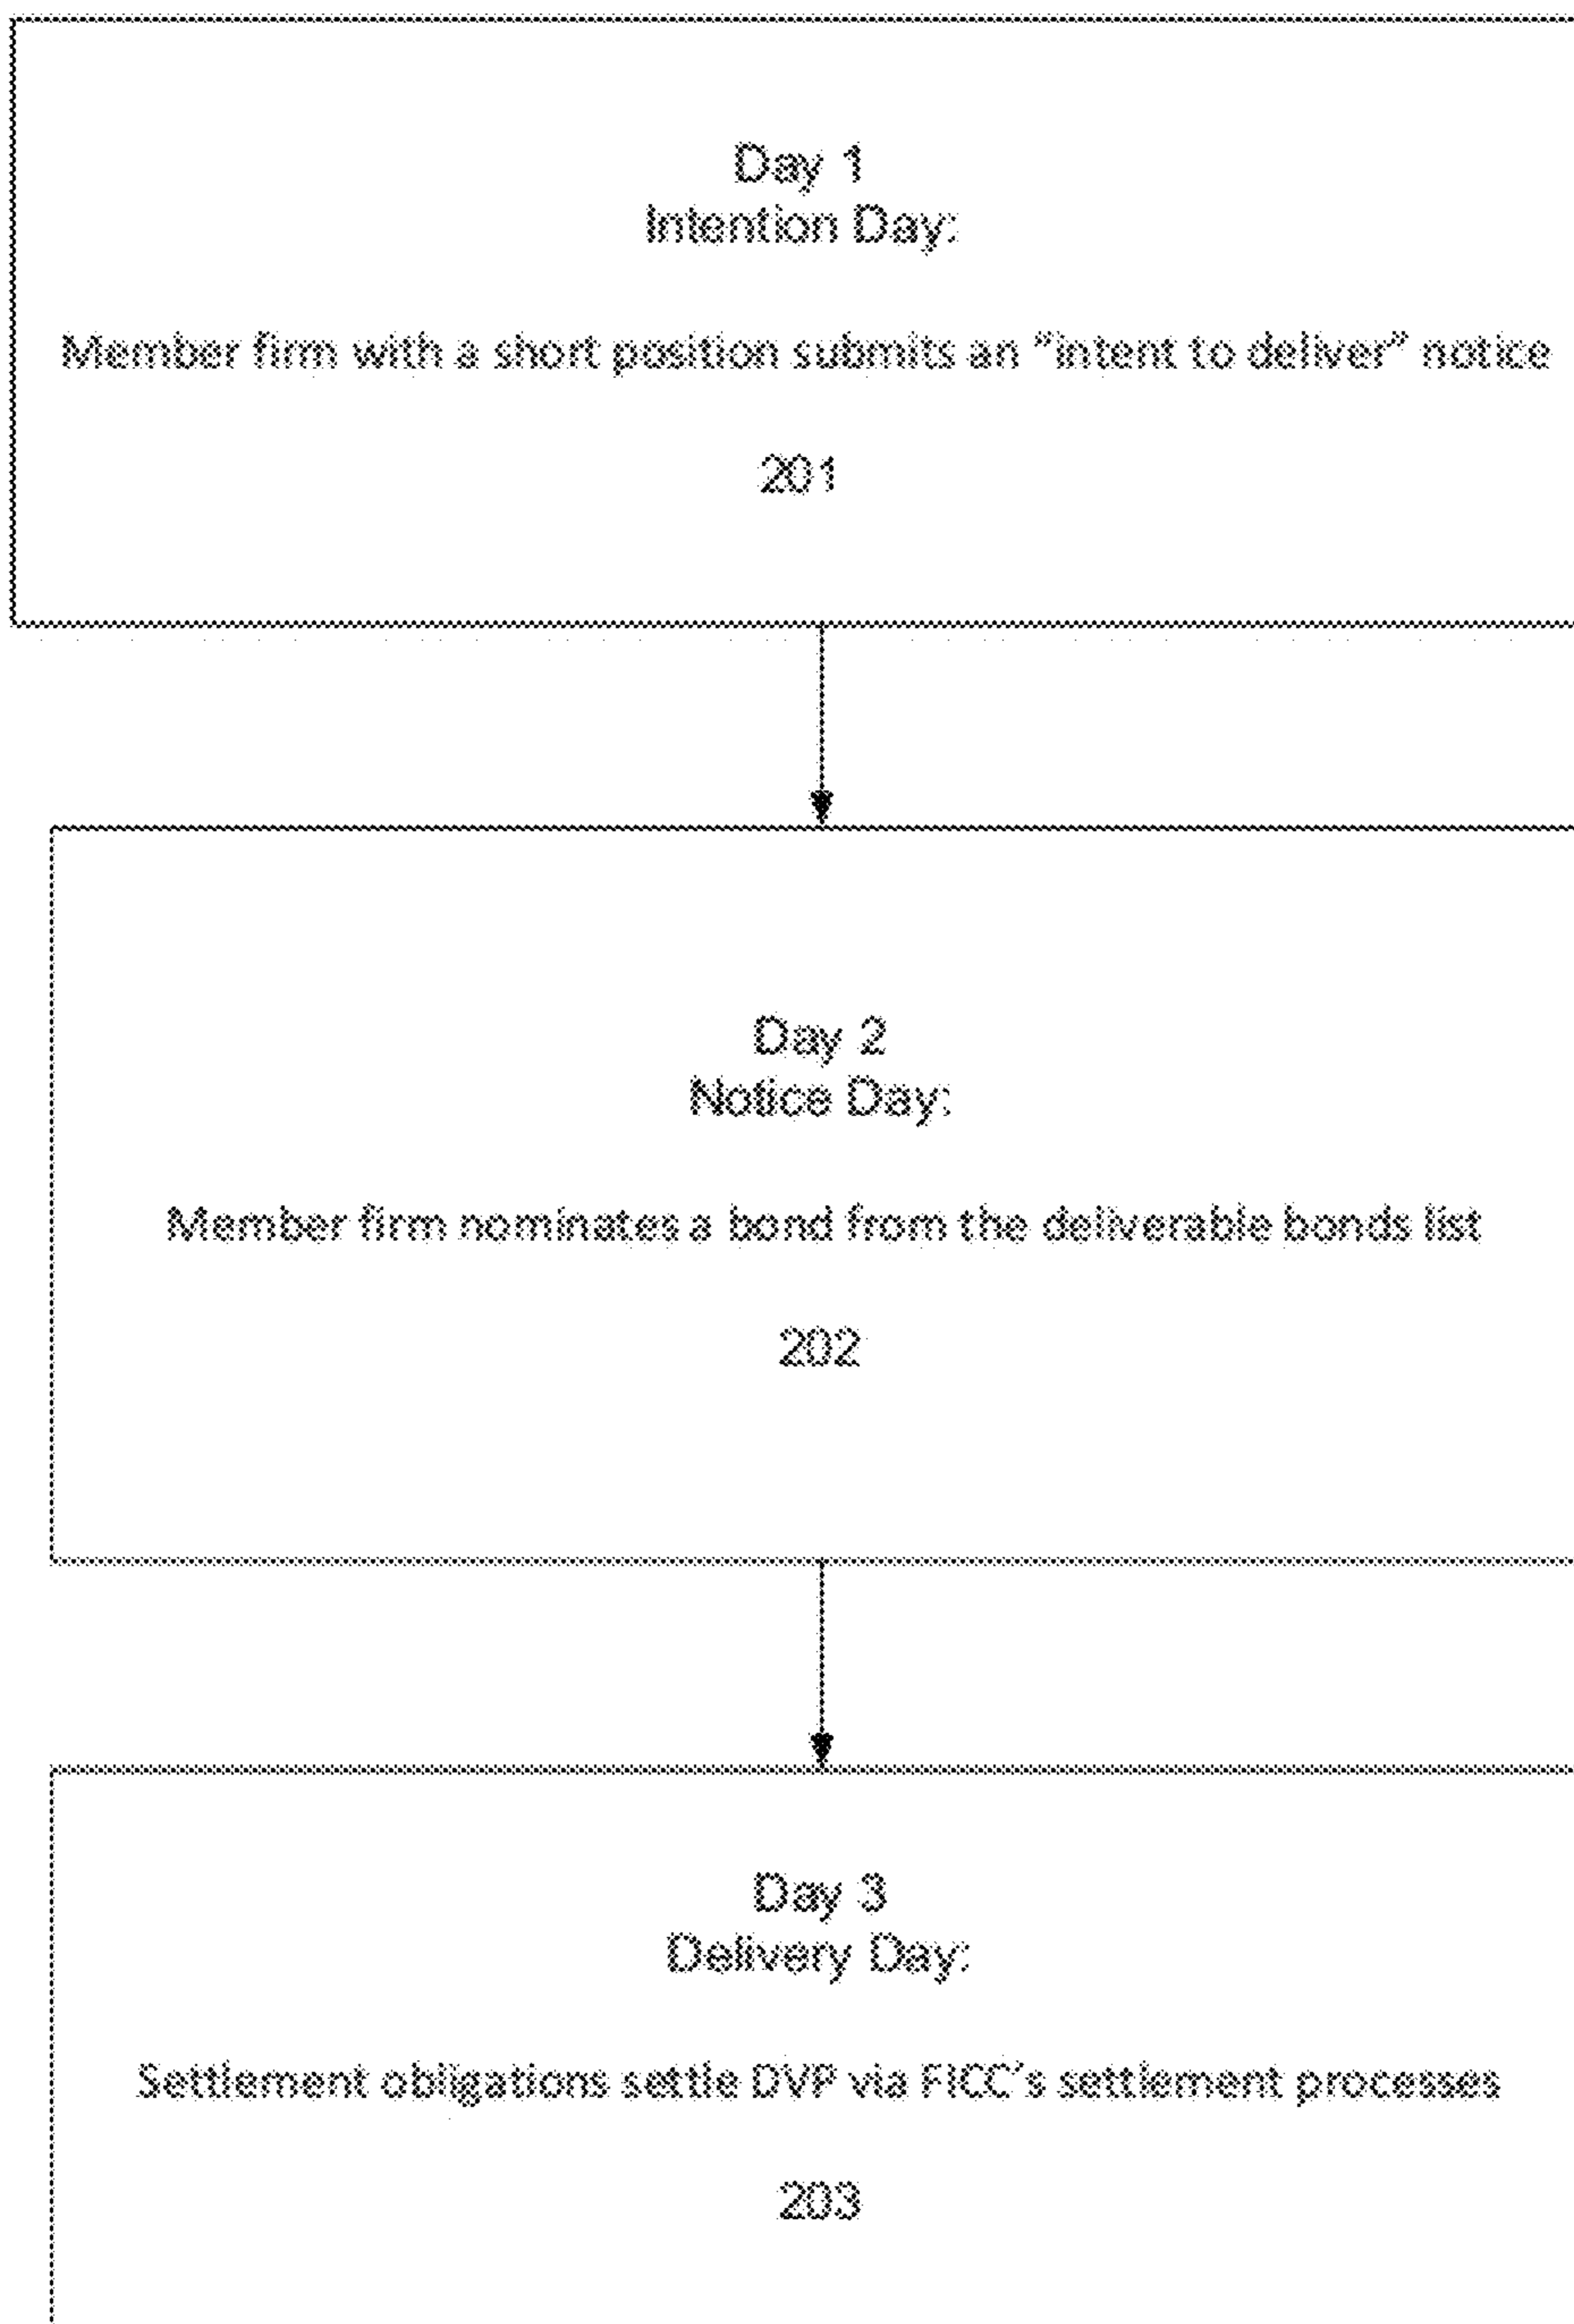 Day 1
Intention Day:
Member firm with a short position submits an "intent to deliver" notice
201
Day 2
Notice Day:
Member firm nominates a bond from the deliverable bonds list
202
Day 3
Delivery Day:
Settlement obligations settle DVP via FICC's settlement processes
203